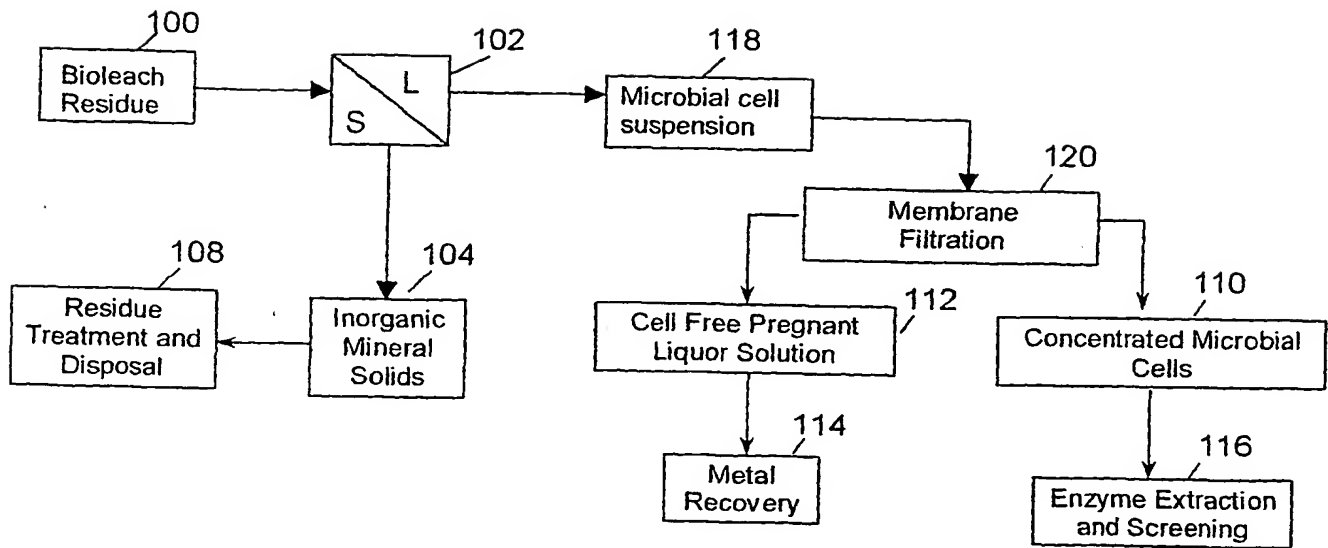 100
Bioleach
Residue
102
L
S
118
Microbial cell
suspension
120
Membrane
Filtration
108
Residue
Treatment and
Disposal
104
Inorganic
Mineral
Solids
112
Cell Free Pregnant
Liquor Solution
110
Concentrated Microbial
Cells
114
Metal
Recovery
116
Enzyme Extraction
and Screening